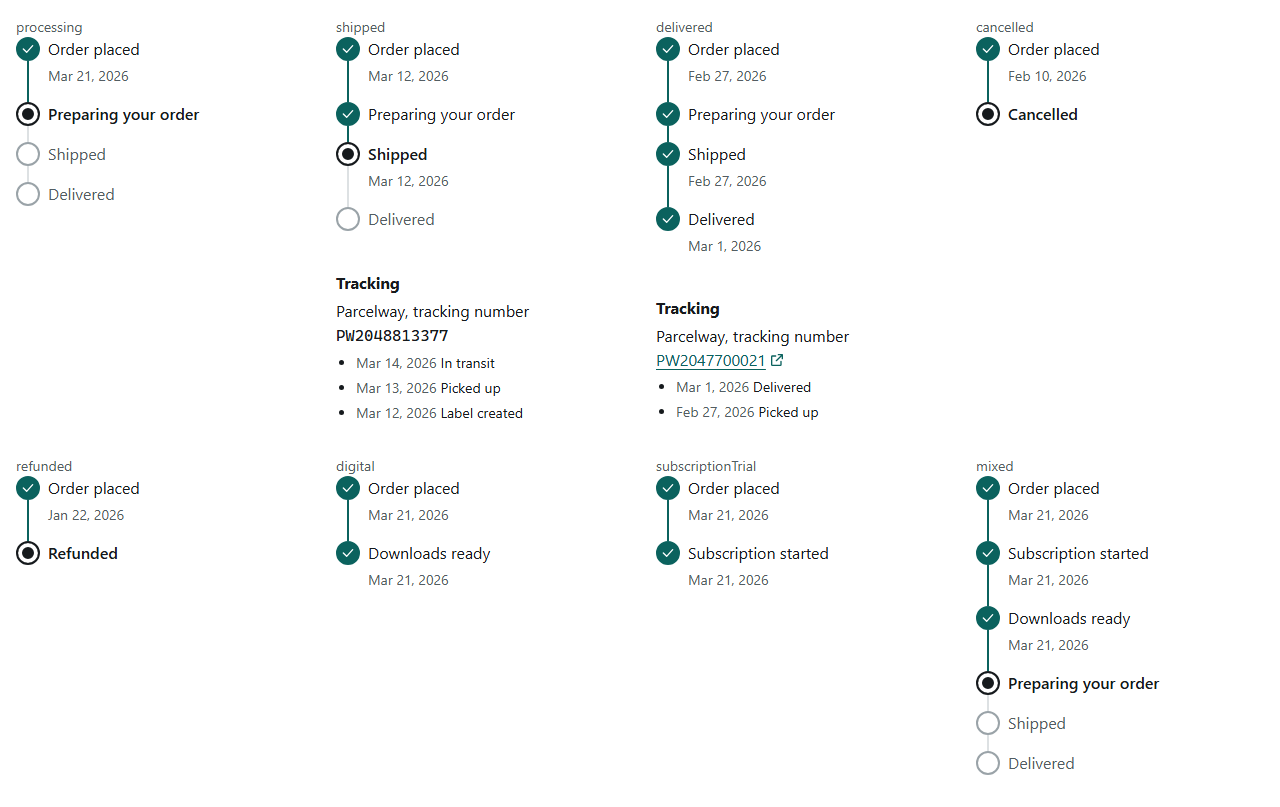 processing
Order placed
Mar 21, 2026
Preparing your order
Shipped
Delivered
shipped
Order placed
Mar 12, 2026
Preparing your order
Shipped
Mar 12, 2026
Delivered
Tracking
Parcelway, tracking number
PW2048813377
Mar 14, 2026 In transit
Mar 13, 2026 Picked up
Mar 12, 2026 Label created
delivered
Order placed
Feb 27, 2026
Preparing your order
Shipped
Feb 27, 2026
Delivered
Mar 1, 2026
Tracking
Parcelway, tracking number
PW2047700021
Mar 1, 2026 Delivered
Feb 27, 2026 Picked up
cancelled
Order placed
Feb 10, 2026
Cancelled
refunded
Order placed
Jan 22, 2026
Refunded
digital
Order placed
Mar 21, 2026
Downloads ready
Mar 21, 2026
subscriptionTrial
Order placed
Mar 21, 2026
Subscription started
Mar 21, 2026
mixed
Order placed
Mar 21, 2026
Subscription started
Mar 21, 2026
Downloads ready
Mar 21, 2026
Preparing your order
Shipped
Delivered